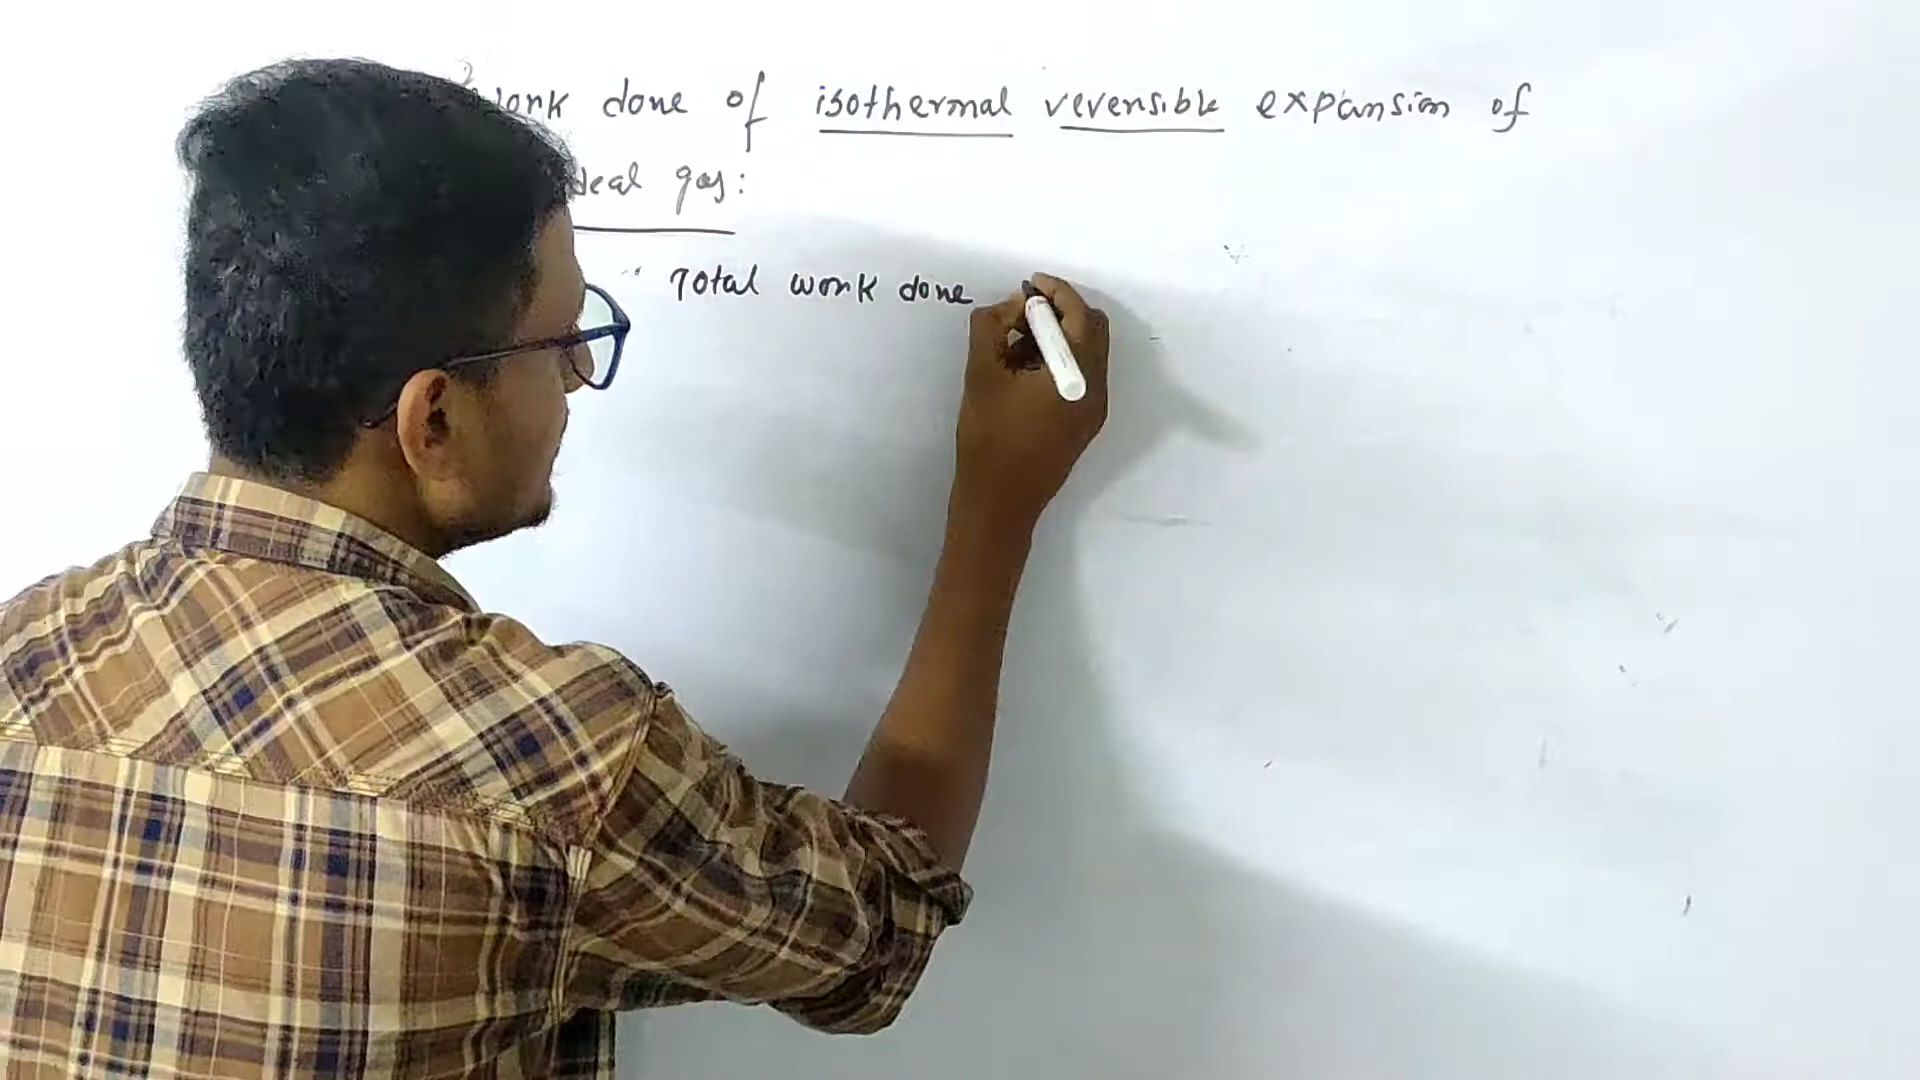 work done of isothermal reversible expansion of
ideal gas:
Total work done